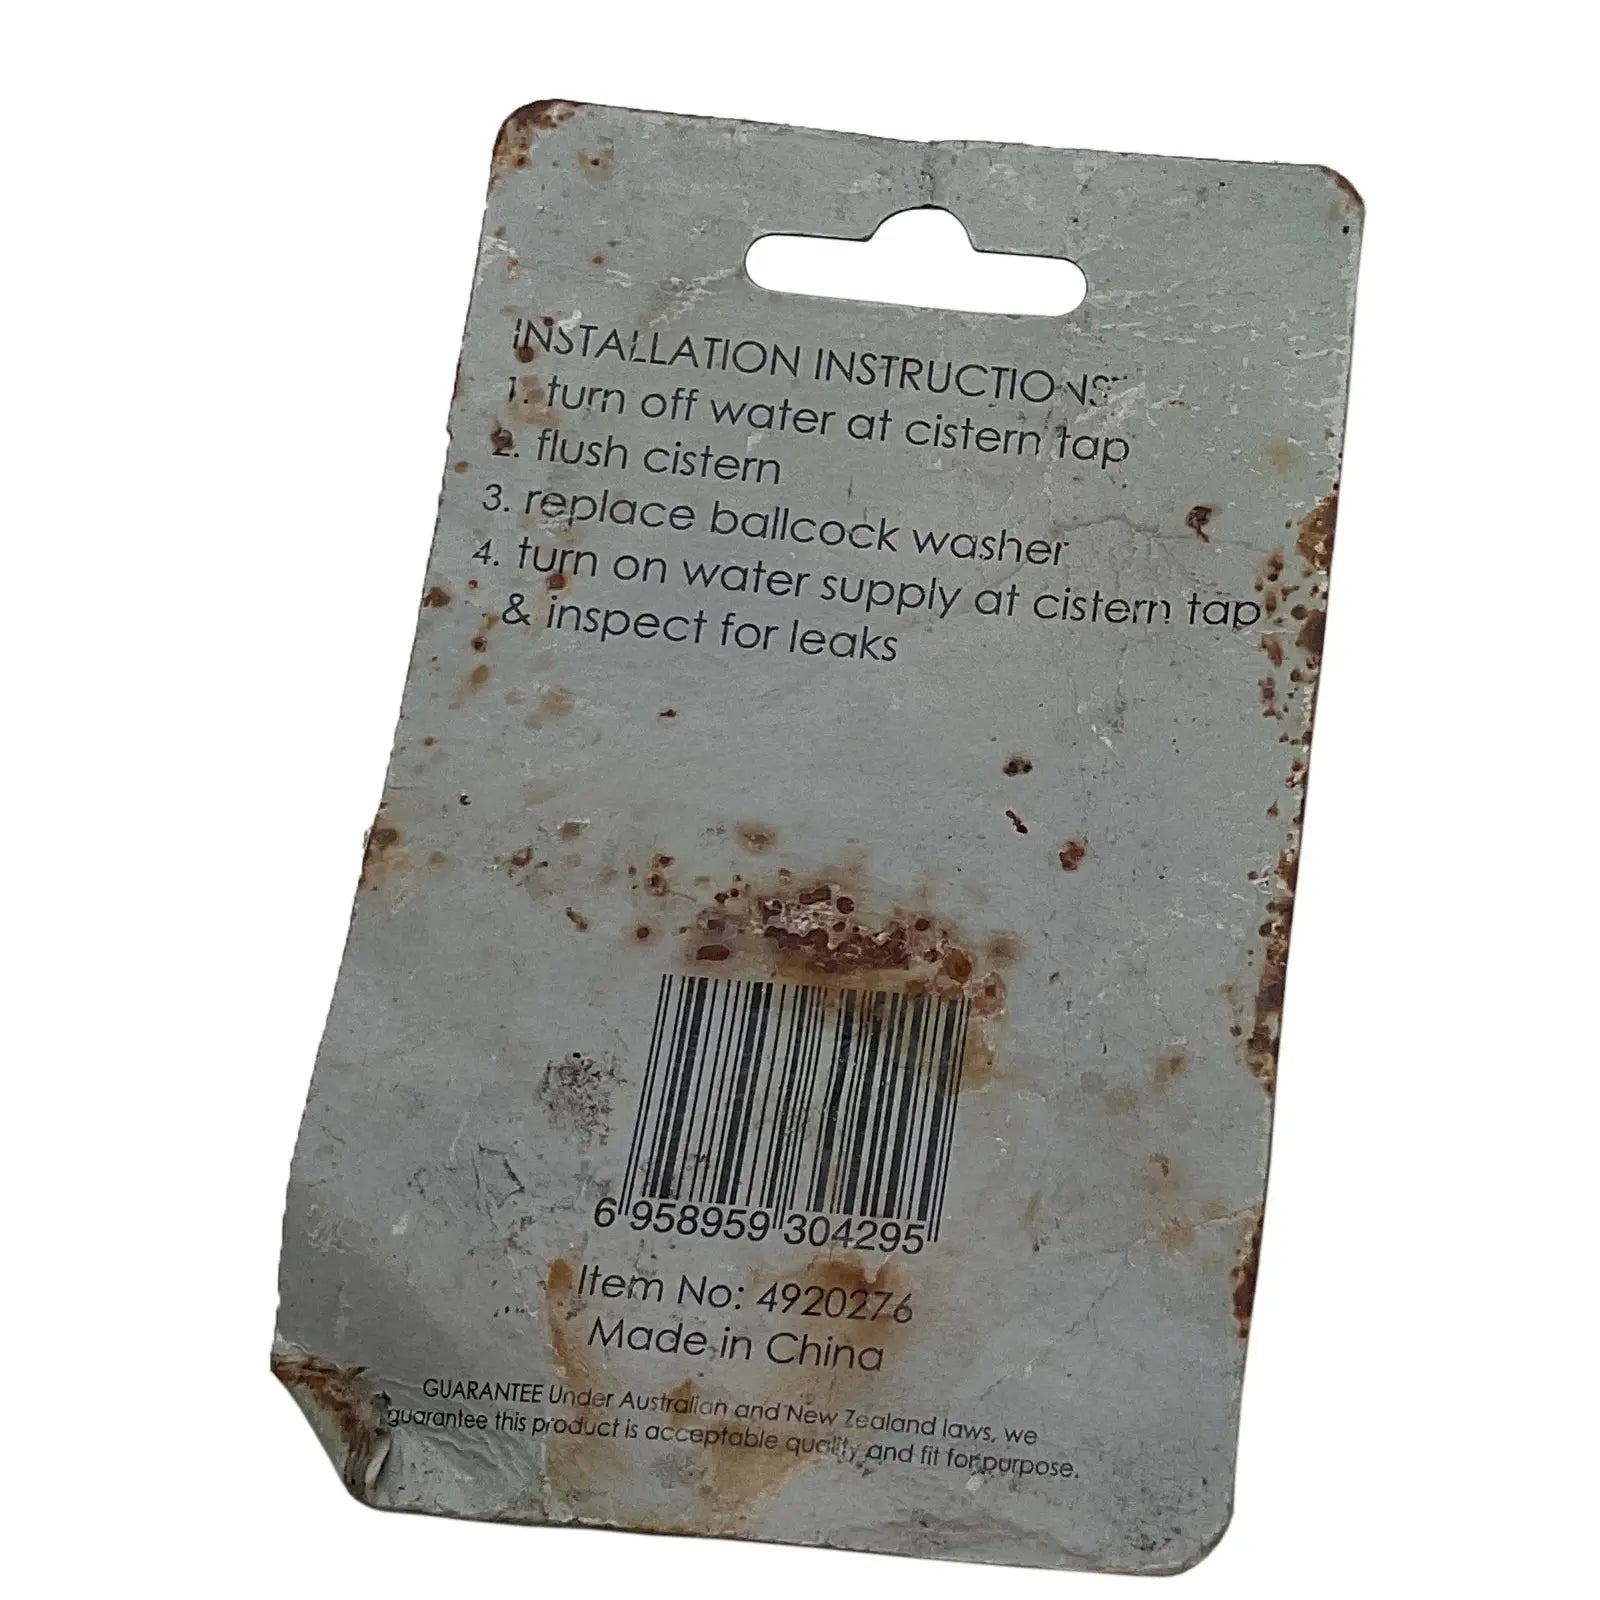 INSTALLATION INSTRUCTIONS
1. turn off water at cistern tap
2. flush cistern
3. replace ballcock washer
4. turn on water supply at cistern tap
& inspect for leaks
6 958959 304295
Item No: 4920276
Made in China
GUARANTEE Under Australian and New Zealand laws, we
guarantee this product is acceptable quality and fit for purpose.